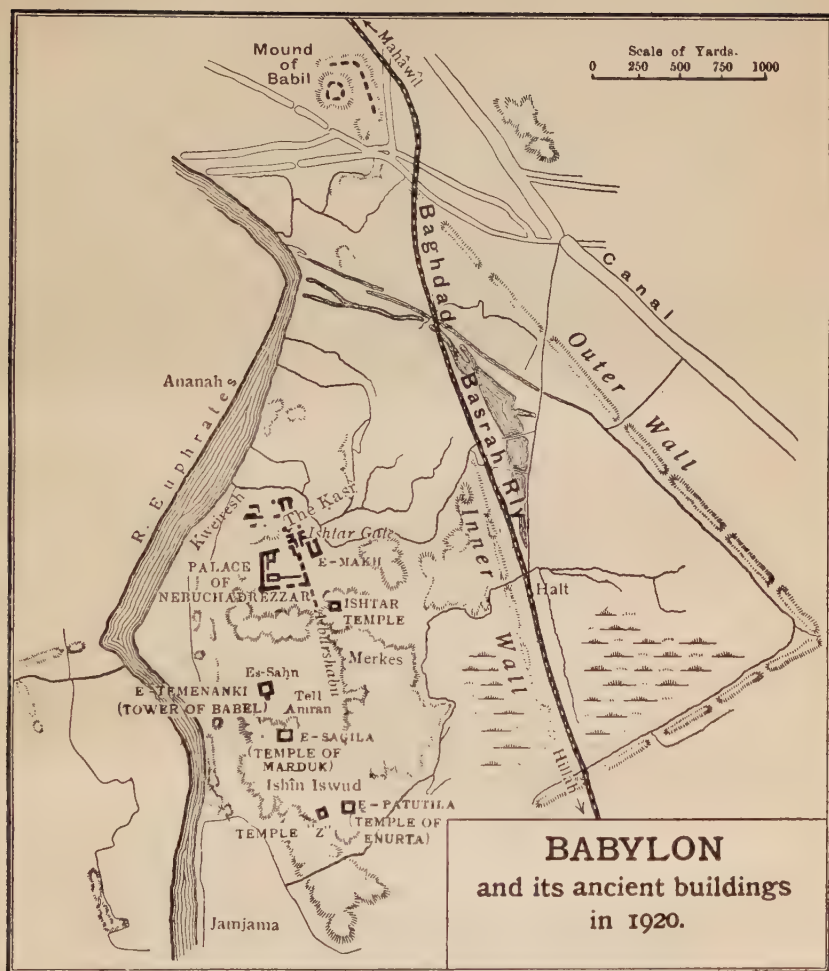 Mahâwîl
Mound
of
Babil
Scale of Yards.
0 250 500 750 1000
Baghdad
Canal
Outer
Wall
Ananah
R. Euphrates
Basrah Rly
Kweiresh
The Kasr
Ishtar Gate
E-MAKH
Inner
Wall
PALACE
OF
NEBUCHADREZZAR
ISHTAR
TEMPLE
Halt
Aiburshabu
Merkes
Es-Sahn
E-TEMENANKI
(TOWER OF BABEL)
Tell
Amran
E-SAGILA
(TEMPLE OF
MARDUK)
Ishîn Iswud
Hillah
E-PATUTILA
(TEMPLE OF
ENURTA)
TEMPLE "Z"
Jamjama
BABYLON
and its ancient buildings
in 1920.